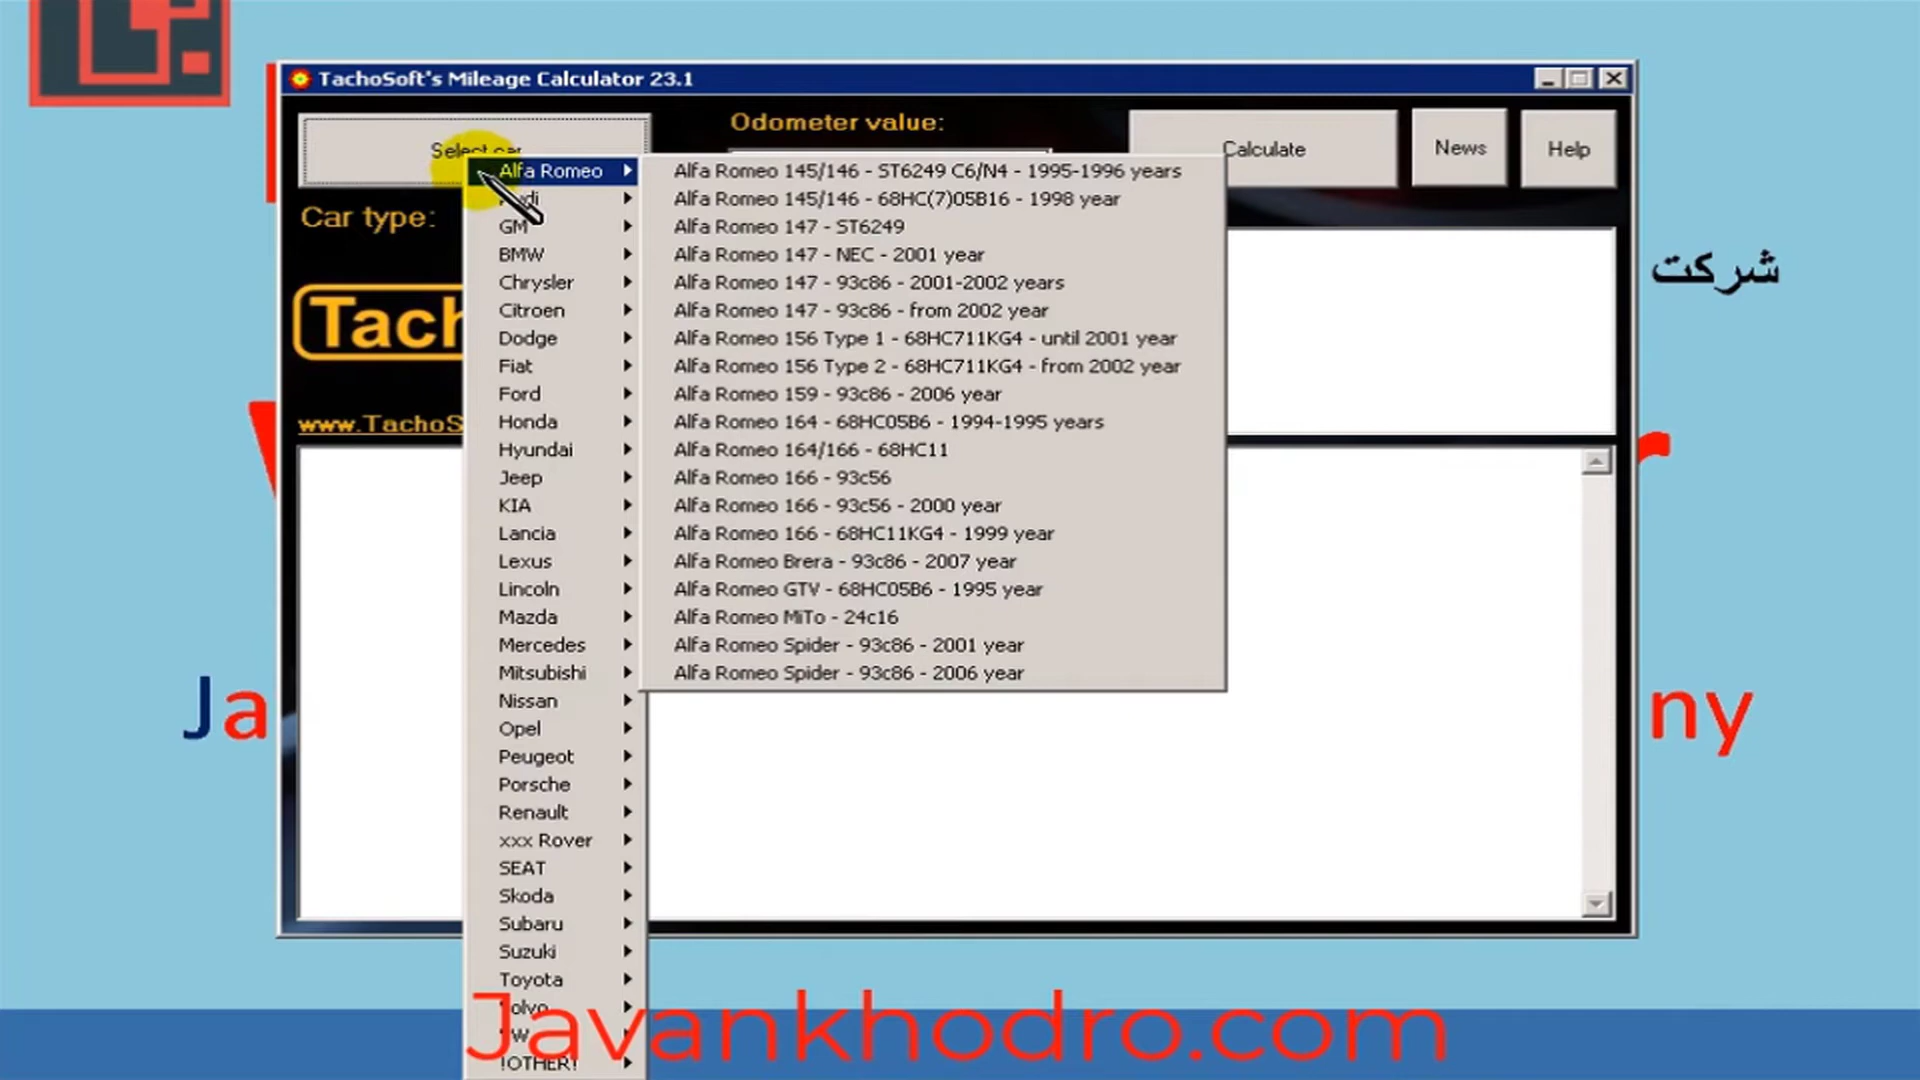 TachoSoft's Mileage Calculator 23.1
Select car
Odometer value:
Calculate
News
Help
Car type:
Tach
www.TachoS
Alfa Romeo
Audi
GM
BMW
Chrysler
Citroen
Dodge
Fiat
Ford
Honda
Hyundai
Jeep
KIA
Lancia
Lexus
Lincoln
Mazda
Mercedes
Mitsubishi
Nissan
Opel
Peugeot
Porsche
Renault
xxx Rover
SEAT
Skoda
Subaru
Suzuki
Toyota
Volvo
VW
!OTHER!
Alfa Romeo 145/146 - ST6249 C6/N4 - 1995-1996 years
Alfa Romeo 145/146 - 68HC(7)05B16 - 1998 year
Alfa Romeo 147 - ST6249
Alfa Romeo 147 - NEC - 2001 year
Alfa Romeo 147 - 93c86 - 2001-2002 years
Alfa Romeo 147 - 93c86 - from 2002 year
Alfa Romeo 156 Type 1 - 68HC711KG4 - until 2001 year
Alfa Romeo 156 Type 2 - 68HC711KG4 - from 2002 year
Alfa Romeo 159 - 93c86 - 2006 year
Alfa Romeo 164 - 68HC05B6 - 1994-1995 years
Alfa Romeo 164/166 - 68HC11
Alfa Romeo 166 - 93c56
Alfa Romeo 166 - 93c56 - 2000 year
Alfa Romeo 166 - 68HC11KG4 - 1999 year
Alfa Romeo Brera - 93c86 - 2007 year
Alfa Romeo GTV - 68HC05B6 - 1995 year
Alfa Romeo MiTo - 24c16
Alfa Romeo Spider - 93c86 - 2001 year
Alfa Romeo Spider - 93c86 - 2006 year
شرکت
Ja
ny
Javankhodro.com